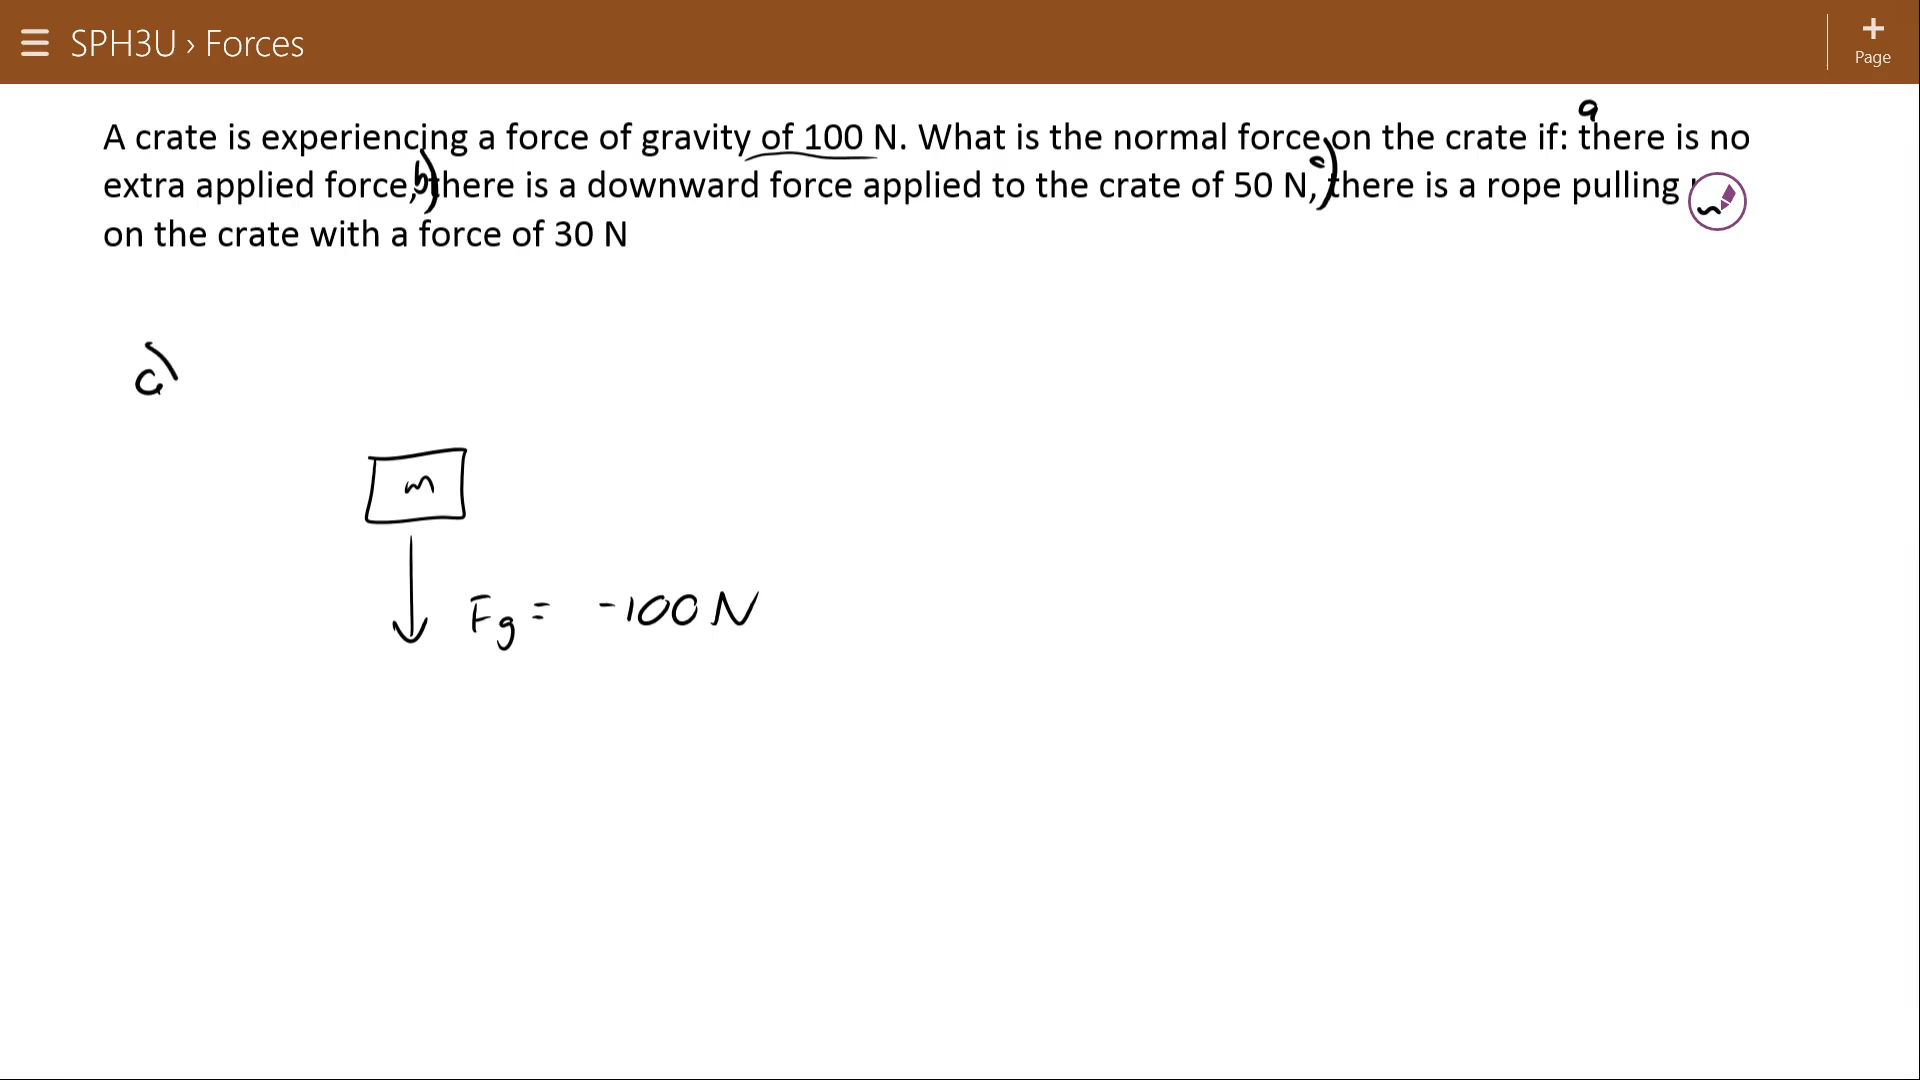 SPH3U › Forces
+
Page
a
A crate is experiencing a force of gravity of 100 N. What is the normal force on the crate if: there is no
extra applied force, b) there is a downward force applied to the crate of 50 N, c) there is a rope pulling
on the crate with a force of 30 N
c)
m
Fg = -100 N